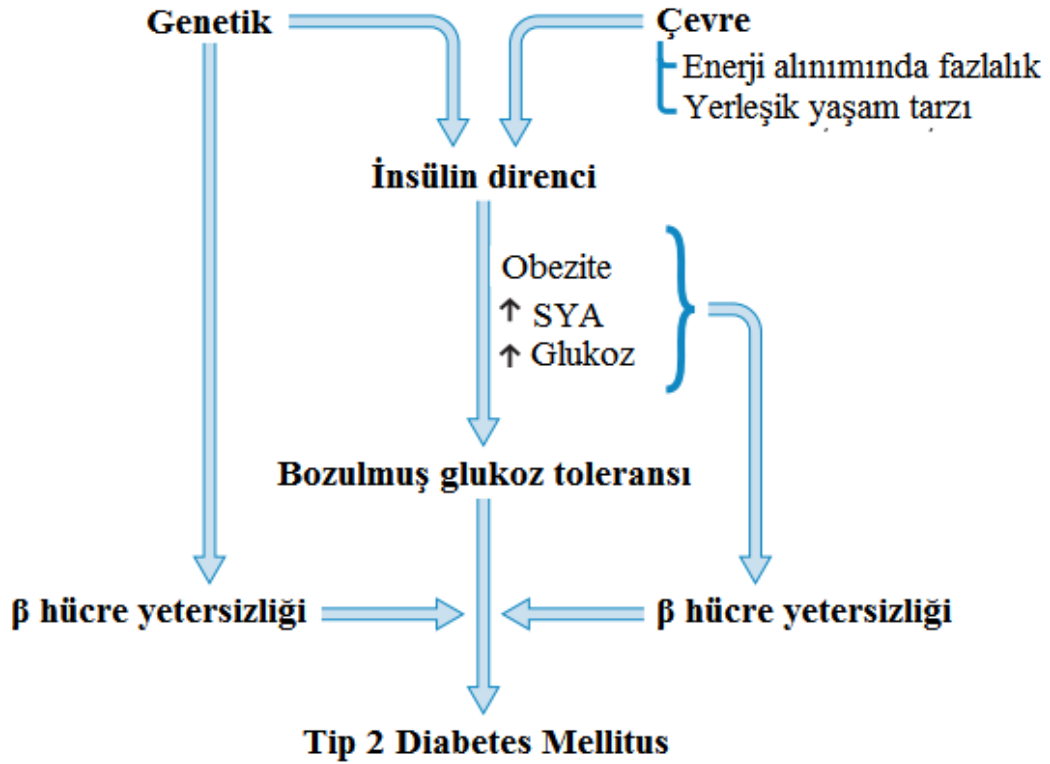 Genetik
Çevre
Enerji alınımında fazlalık
Yerleşik yaşam tarzı
İnsülin direnci
Obezite
↑ SYA
↑ Glukoz
Bozulmuş glukoz toleransı
β hücre yetersizliği
β hücre yetersizliği
Tip 2 Diabetes Mellitus